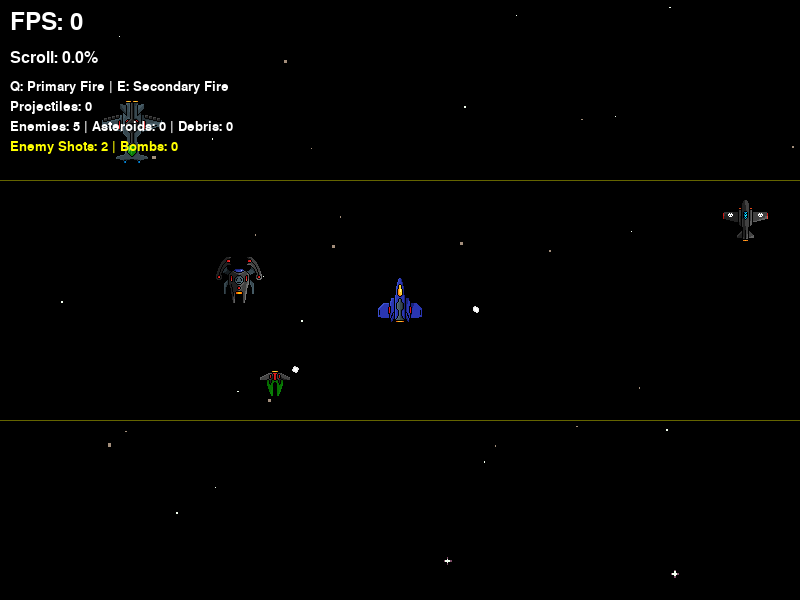 FPS: 0
Scroll: 0.0%
Q: Primary Fire | E: Secondary Fire
Projectiles: 0
Enemies: 5 | Asteroids: 0 | Debris: 0
Enemy Shots: 2 | Bombs: 0